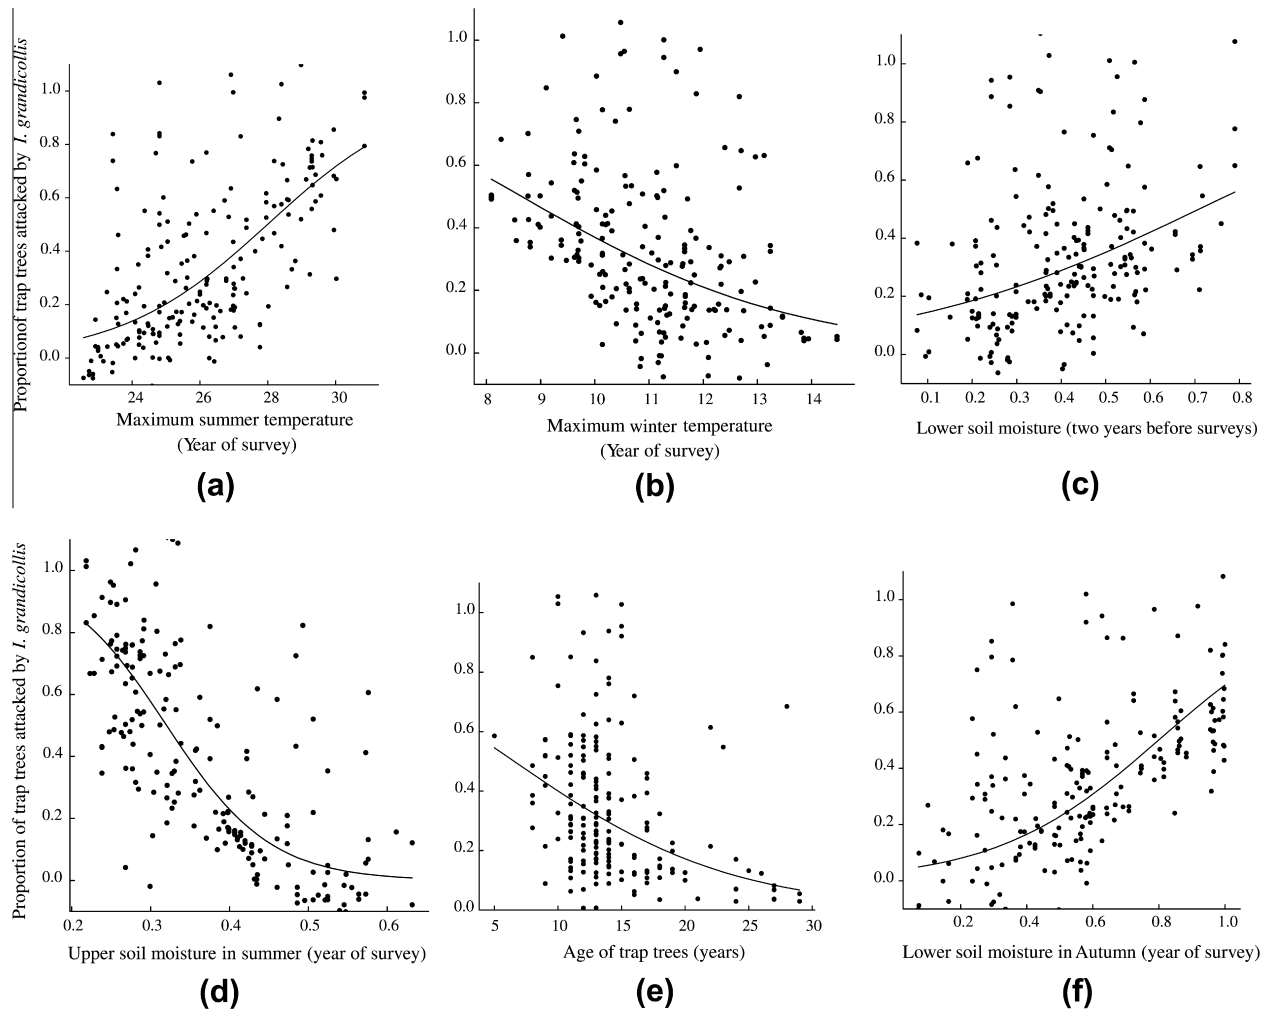 Proportionof trap trees attacked by I. grandicollis
1.0
0.8
0.6
0.4
0.2
0.0
24 26 28 30
Maximum summer temperature
(Year of survey)
(a)
1.0
0.8
0.6
0.4
0.2
0.0
8 9 10 11 12 13 14
Maximum winter temperature
(Year of survey)
(b)
1.0
0.8
0.6
0.4
0.2
0.0
0.1 0.2 0.3 0.4 0.5 0.6 0.7 0.8
Lower soil moisture (two years before surveys)
(c)
Proportion of trap trees attacked by I. grandicollis
1.0
0.8
0.6
0.4
0.2
0.0
0.2 0.3 0.4 0.5 0.6
Upper soil moisture in summer (year of survey)
(d)
1.0
0.8
0.6
0.4
0.2
0.0
5 10 15 20 25 30
Age of trap trees (years)
(e)
1.0
0.8
0.6
0.4
0.2
0.0
0.2 0.4 0.6 0.8 1.0
Lower soil moisture in Autumn (year of survey)
(f)